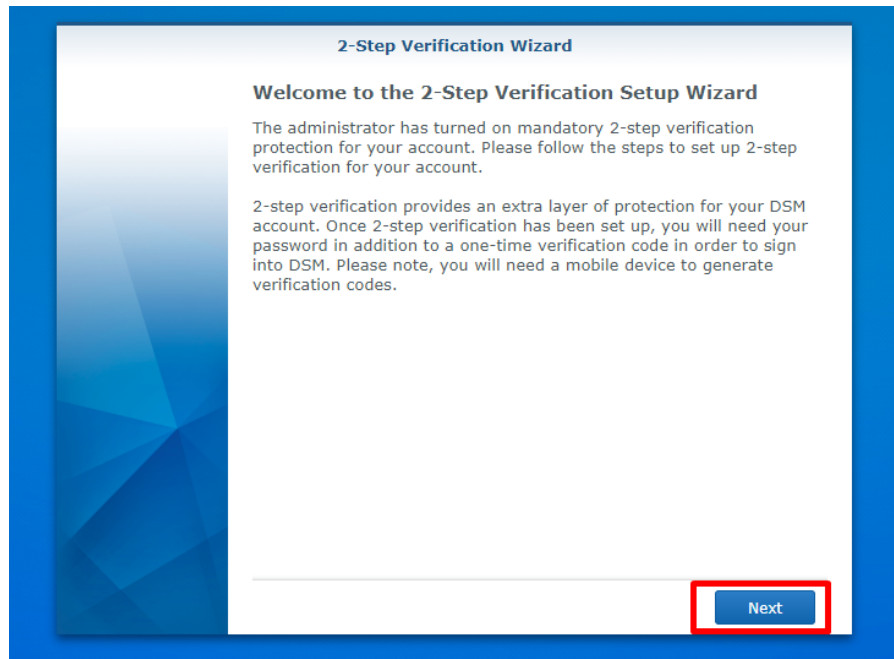 2-Step Verification Wizard
Welcome to the 2-Step Verification Setup Wizard
The administrator has turned on mandatory 2-step verification
protection for your account. Please follow the steps to set up 2-step
verification for your account.
2-step verification provides an extra layer of protection for your DSM
account. Once 2-step verification has been set up, you will need your
password in addition to a one-time verification code in order to sign
into DSM. Please note, you will need a mobile device to generate
verification codes.
Next